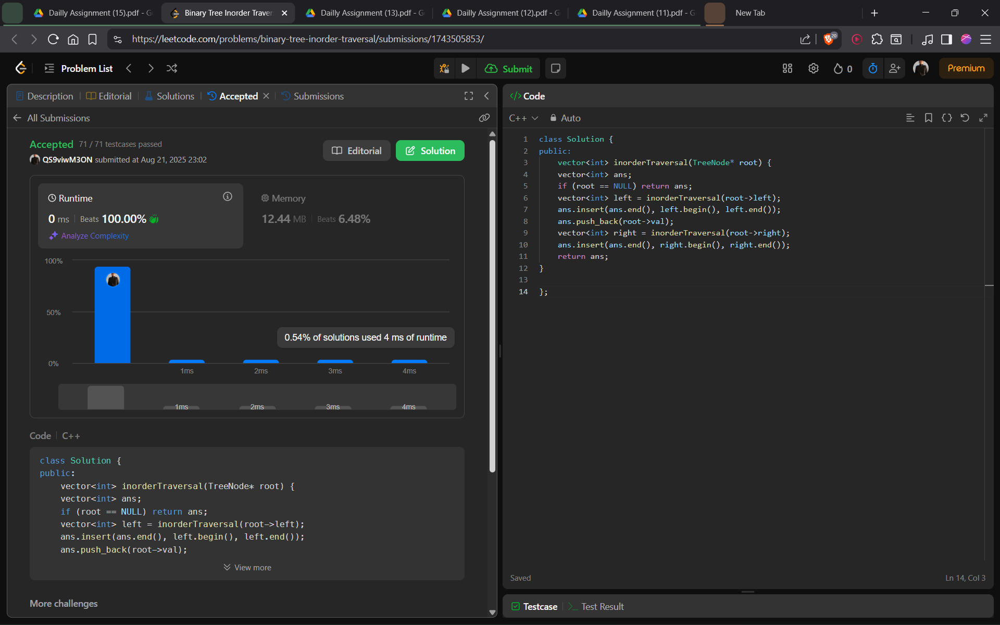 Dailly Assignment (15).pdf - G
Binary Tree Inorder Traver
Dailly Assignment (13).pdf - G
Dailly Assignment (12).pdf - G
Dailly Assignment (11).pdf - G
New Tab
https://leetcode.com/problems/binary-tree-inorder-traversal/submissions/1743505853/
20
Problem List
Submit
0
Premium
Description
Editorial
Solutions
Accepted
Submissions
All Submissions
Accepted 71 / 71 testcases passed
QS9viwM3ON submitted at Aug 21, 2025 23:02
Editorial
Solution
Runtime
0 ms Beats 100.00%
Analyze Complexity
Memory
12.44 MB Beats 6.48%
100%
50%
0%
0.54% of solutions used 4 ms of runtime
1ms 2ms 3ms 4ms
1ms 2ms 3ms 4ms
Code C++
class Solution {
public:
vector<int> inorderTraversal(TreeNode* root) {
vector<int> ans;
if (root == NULL) return ans;
vector<int> left = inorderTraversal(root->left);
ans.insert(ans.end(), left.begin(), left.end());
ans.push_back(root->val);
View more
More challenges
</> Code
C++ Auto
1 class Solution {
2 public:
3 vector<int> inorderTraversal(TreeNode* root) {
4 vector<int> ans;
5 if (root == NULL) return ans;
6 vector<int> left = inorderTraversal(root->left);
7 ans.insert(ans.end(), left.begin(), left.end());
8 ans.push_back(root->val);
9 vector<int> right = inorderTraversal(root->right);
10 ans.insert(ans.end(), right.begin(), right.end());
11 return ans;
12 }
13
14 };
Saved
Ln 14, Col 3
Testcase
Test Result